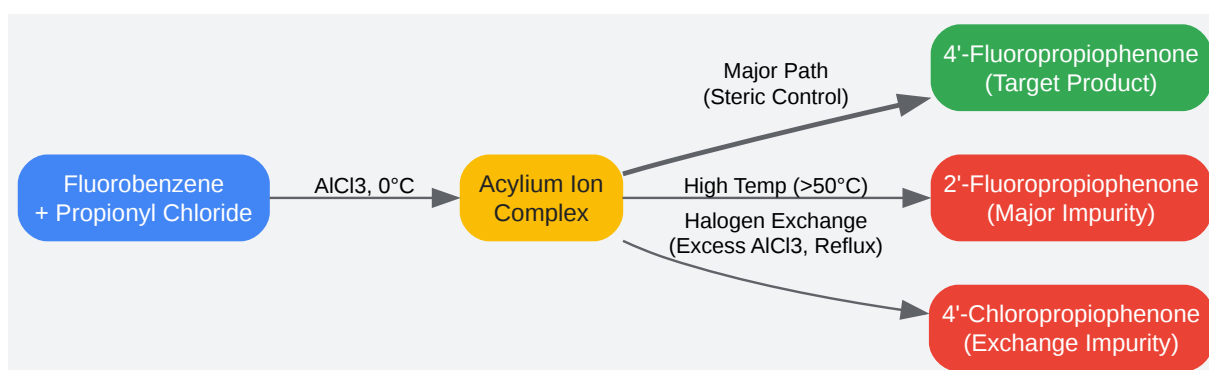 Fluorobenzene
+ Propionyl Chloride
AlCl3, 0°C
Acylium Ion
Complex
Major Path
(Steric Control)
4'-Fluoropropiophenone
(Target Product)
High Temp (>50°C)
2'-Fluoropropiophenone
(Major Impurity)
Halogen Exchange
(Excess AlCl3, Reflux)
4'-Chloropropiophenone
(Exchange Impurity)